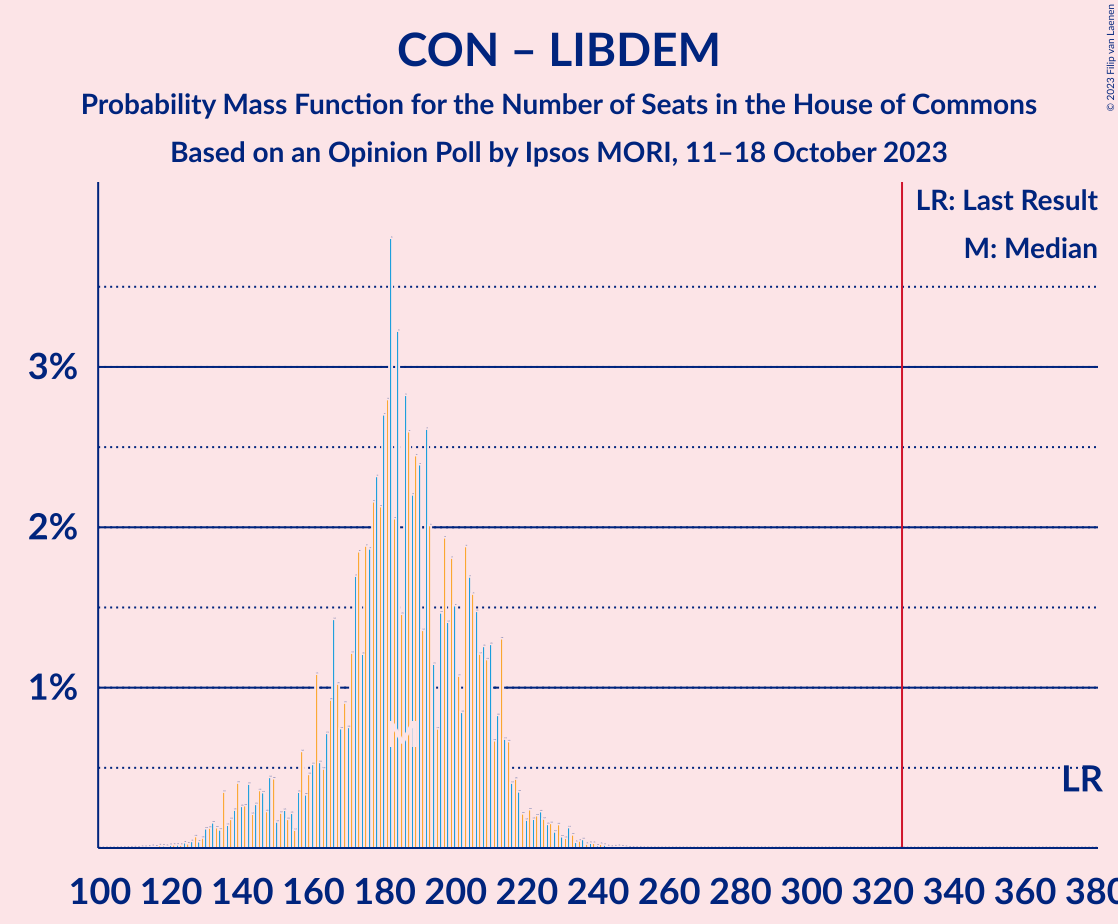 CON – LIBDEM
Probability Mass Function for the Number of Seats in the House of Commons
Based on an Opinion Poll by Ipsos MORI, 11–18 October 2023
© 2023 Filip van Laenen
LR: Last Result
M: Median
3%
2%
1%
M
LR
100 120 140 160 180 200 220 240 260 280 300 320 340 360 380